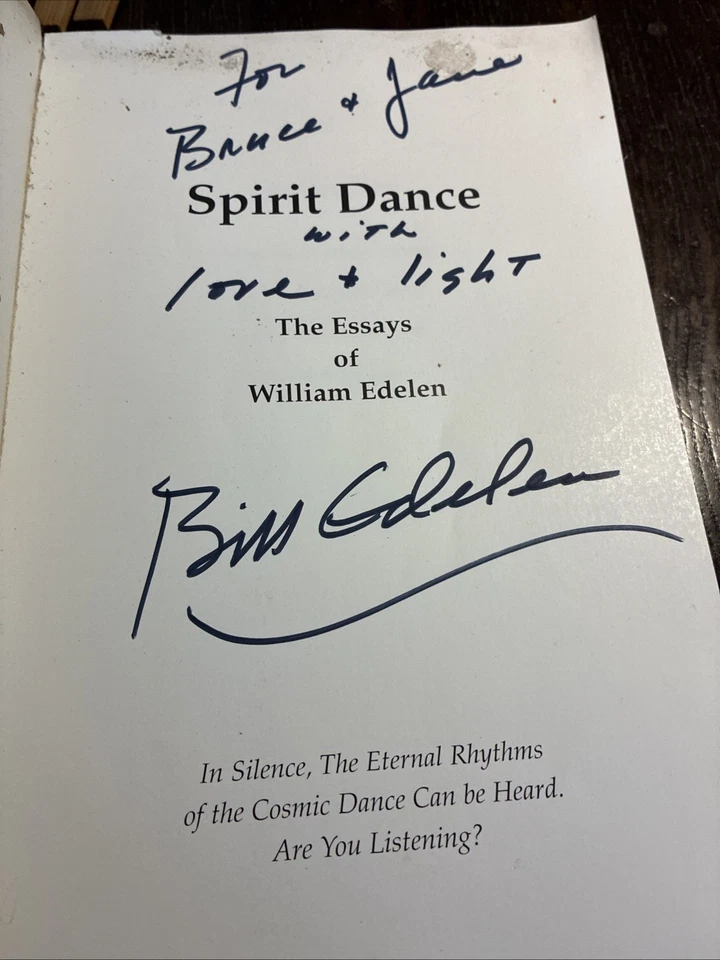 For
Bruce + Jane
Spirit Dance
with
love + light
The Essays
of
William Edelen
Bill Edelen
In Silence, The Eternal Rhythms
of the Cosmic Dance Can be Heard.
Are You Listening?